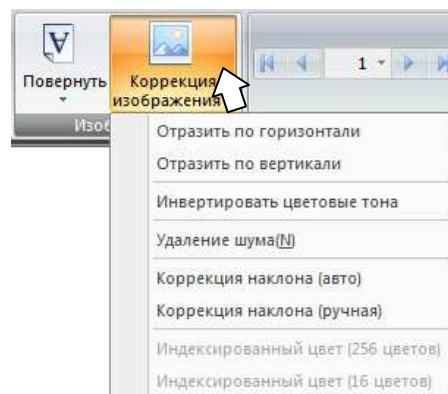 Повернуть
Коррекция
изображения
1
Изо
Отразить по горизонтали
Отразить по вертикали
Инвертировать цветовые тона
Удаление шума(N)
Коррекция наклона (авто)
Коррекция наклона (ручная)
Индексированный цвет (256 цветов)
Индексированный цвет (16 цветов)